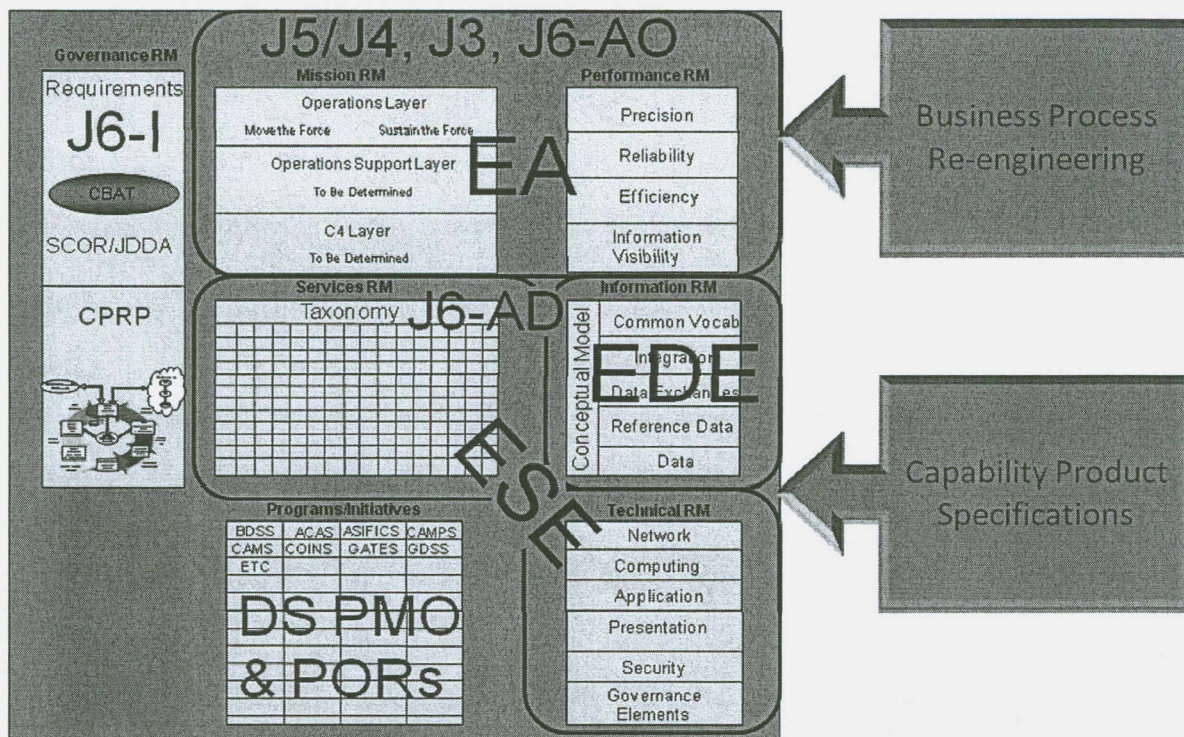 J5/J4, J3, J6-AO
Governance RM
Requirements
J6-I
CBAT
SCOR/JDDA
CPRP
Mission RM
Operations Layer
Move the Force Sustain the Force
Operations Support Layer
To Be Determined
C4 Layer
To Be Determined
EA
Performance RM
Precision
Reliability
Efficiency
Information
Visibility
Services RM
Taxonomy
J6-AD
Information RM
Conceptual Model
Common Vocab
Integration
Data Exchanges
Reference Data
Data
EDE
ESE
Programs/Initiatives
BDSS ACAS ASIFICS CAMPS
CAMS COINS GATES GDSS
ETC
DS PMO
& PORs
Technical RM
Network
Computing
Application
Presentation
Security
Governance
Elements
Business Process
Re-engineering
Capability Product
Specifications